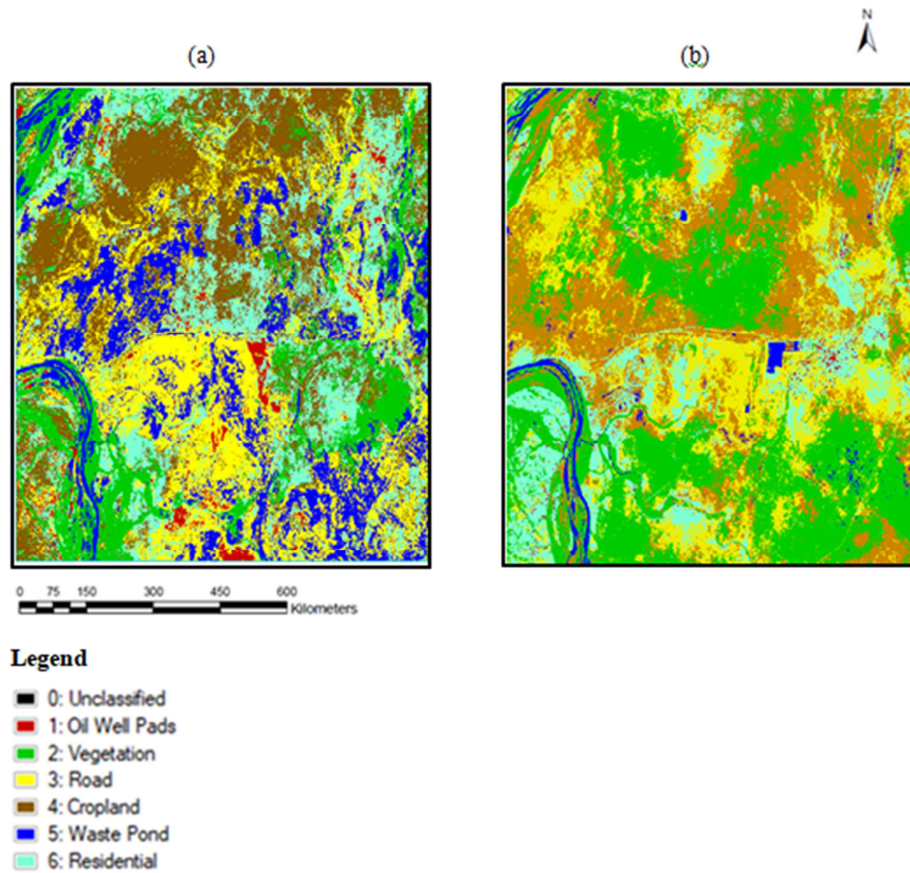 N
(a) (b)
0 75 150 300 450 600
Kilometers
Legend
0: Unclassified
1: Oil Well Pads
2: Vegetation
3: Road
4: Cropland
5: Waste Pond
6: Residential